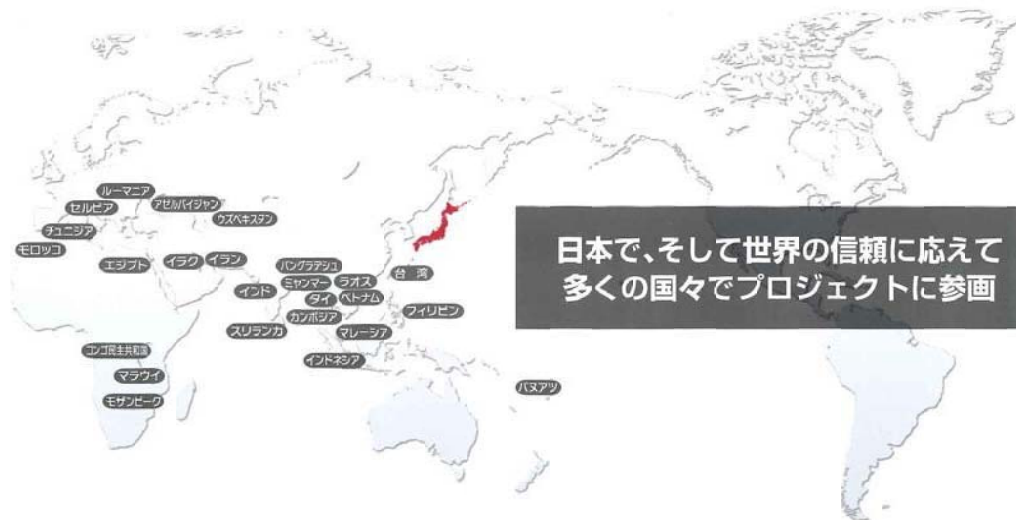 ルーマニア
セルビア
アゼルバイジャン
ウズベキスタン
チュニジア
モロッコ
エジプト
イラク
イラン
バングラデシュ
台湾
インド
ミャンマー
ラオス
タイ
ベトナム
カンボジア
フィリピン
スリランカ
マレーシア
インドネシア
コンゴ民主共和国
マラウイ
モザンビーク
バヌアツ
日本で、そして世界の信頼に応えて
多くの国々でプロジェクトに参画